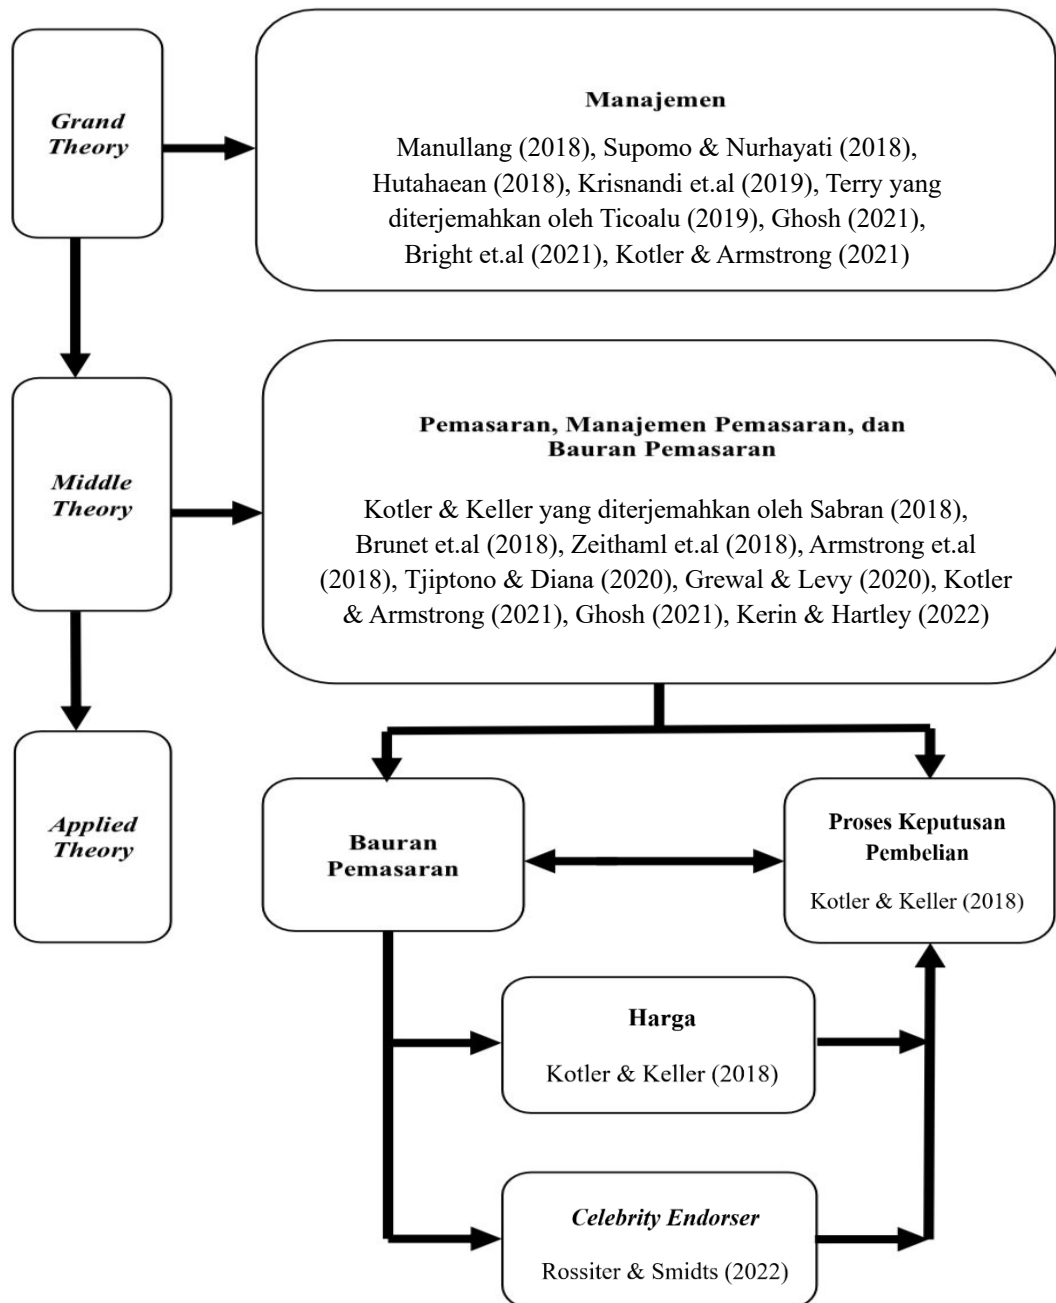 Grand
Theory
Manajemen
Manullang (2018), Supomo & Nurhayati (2018),
Hutahaean (2018), Krisnandi et.al (2019), Terry yang
diterjemahkan oleh Ticoalu (2019), Ghosh (2021),
Bright et.al (2021), Kotler & Armstrong (2021)
Middle
Theory
Pemasaran, Manajemen Pemasaran, dan
Bauran Pemasaran
Kotler & Keller yang diterjemahkan oleh Sabran (2018),
Brunet et.al (2018), Zeithaml et.al (2018), Armstrong et.al
(2018), Tjiptono & Diana (2020), Grewal & Levy (2020), Kotler
& Armstrong (2021), Ghosh (2021), Kerin & Hartley (2022)
Applied
Theory
Bauran
Pemasaran
Proses Keputusan
Pembelian
Kotler & Keller (2018)
Harga
Kotler & Keller (2018)
Celebrity Endorser
Rossiter & Smidts (2022)